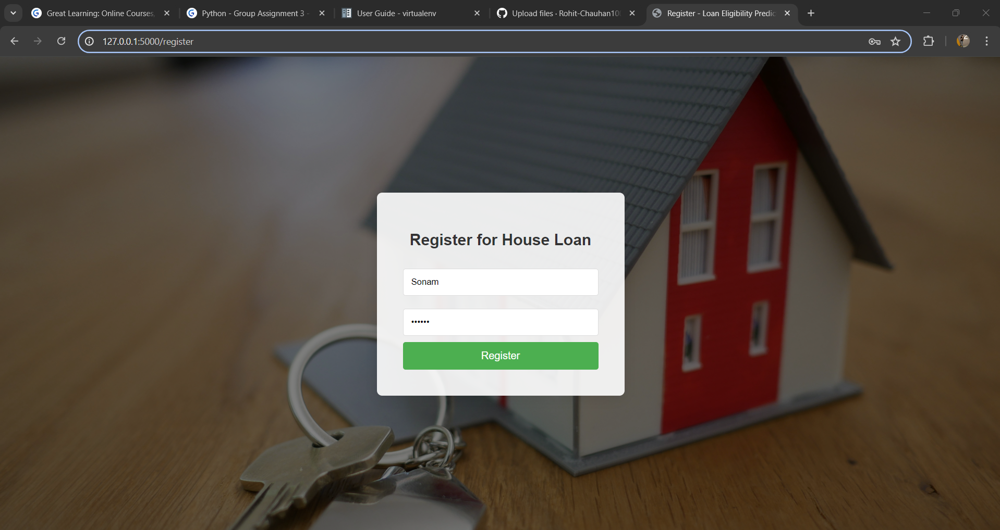 Great Learning: Online Courses,
Python - Group Assignment 3 -
User Guide - virtualenv
Upload files · Rohit-Chauhan10
Register - Loan Eligibility Predic
127.0.0.1:5000/register
Register for House Loan
Sonam
••••••
Register